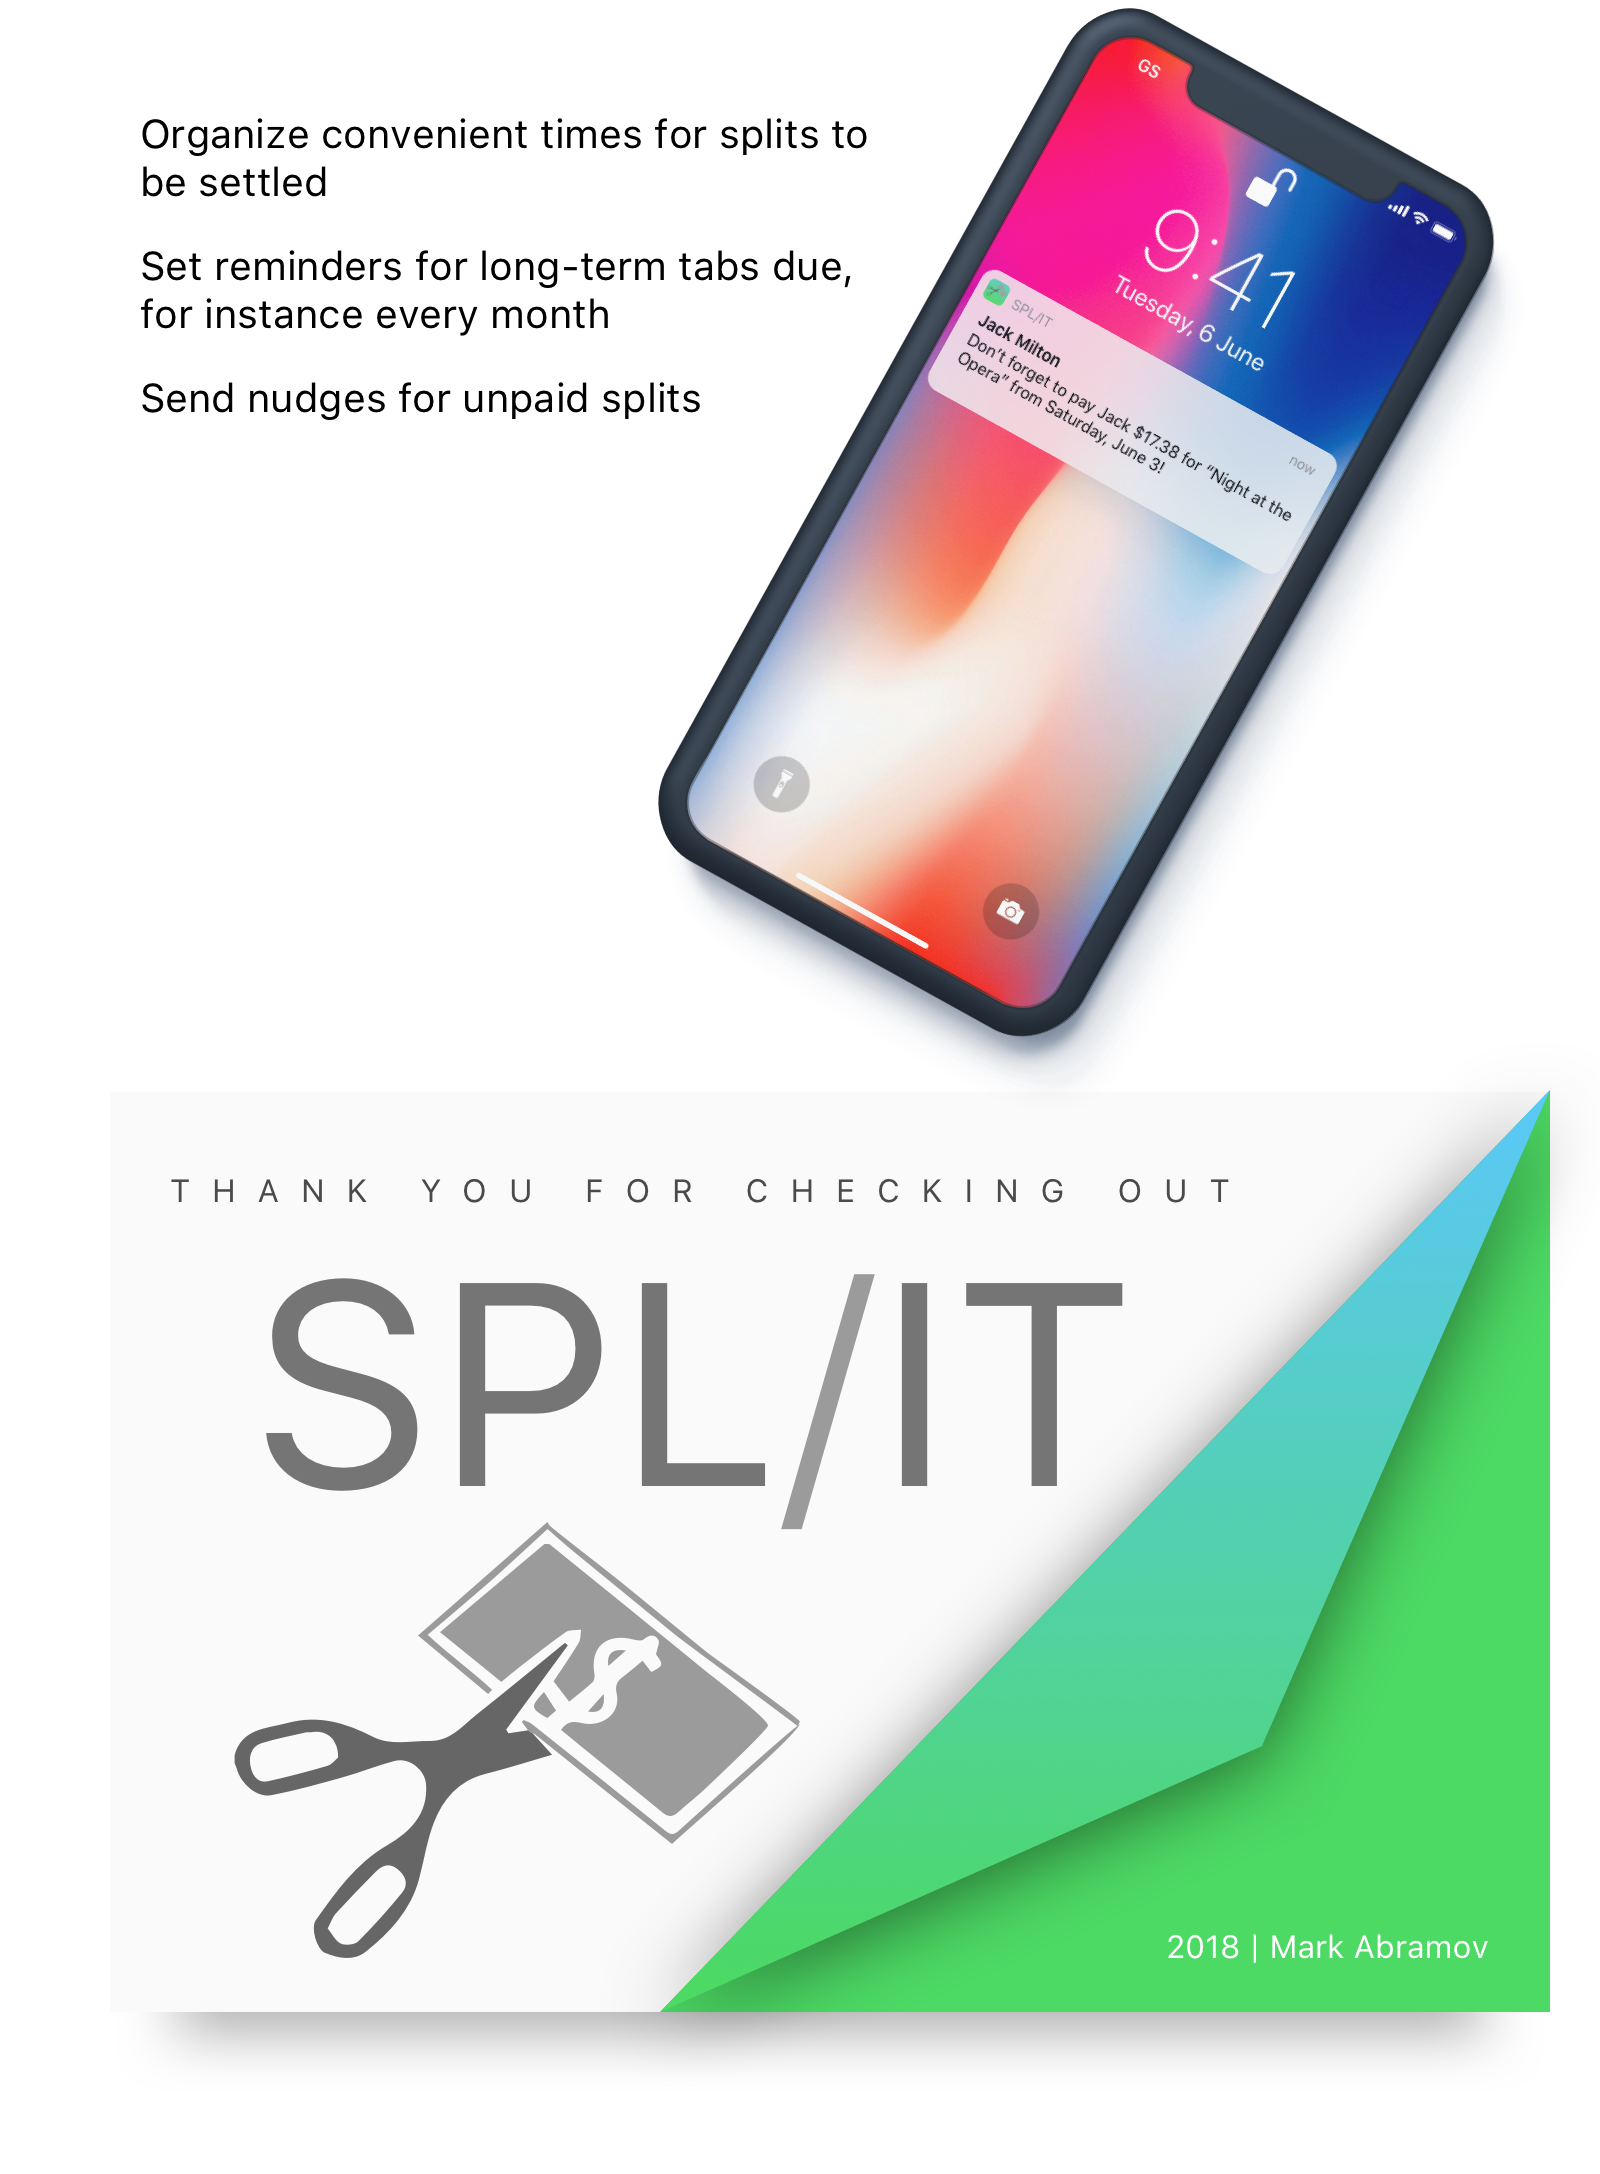 Organize convenient times for splits to
be settled
Set reminders for long-term tabs due,
for instance every month
Send nudges for unpaid splits
GS
9:41
Tuesday, 6 June
SPL/IT
now
Jack Milton
Don't forget to pay Jack $17.38 for “Night at the
Opera” from Saturday, June 3!
THANK YOU FOR CHECKING OUT
SPL/IT
$
2018 | Mark Abramov